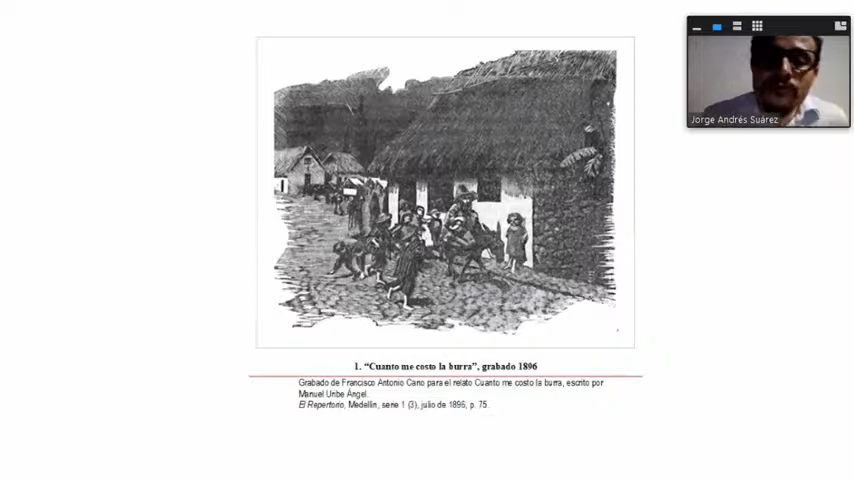 Jorge Andrés Suárez
1. “Cuanto me costo la burra”, grabado 1896
Grabado de Francisco Antonio Cano para el relato Cuanto me costo la burra, escrito por
Manuel Uribe Ángel.
El Repertorio, Medellín, serie 1 (3), julio de 1896, p. 75.